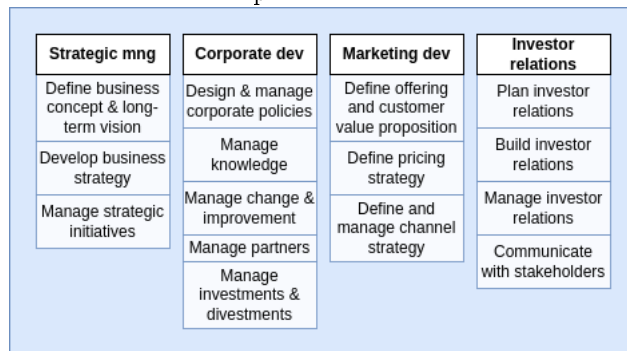 Strategic mng
Define business
concept & long-
term vision
Develop business
strategy
Manage strategic
initiatives
Corporate dev
Design & manage
corporate policies
Manage
knowledge
Manage change &
improvement
Manage partners
Manage
investments &
divestments
Marketing dev
Define offering
and customer
value proposition
Define pricing
strategy
Define and
manage channel
strategy
Investor
relations
Plan investor
relations
Build investor
relations
Manage investor
relations
Communicate
with stakeholders